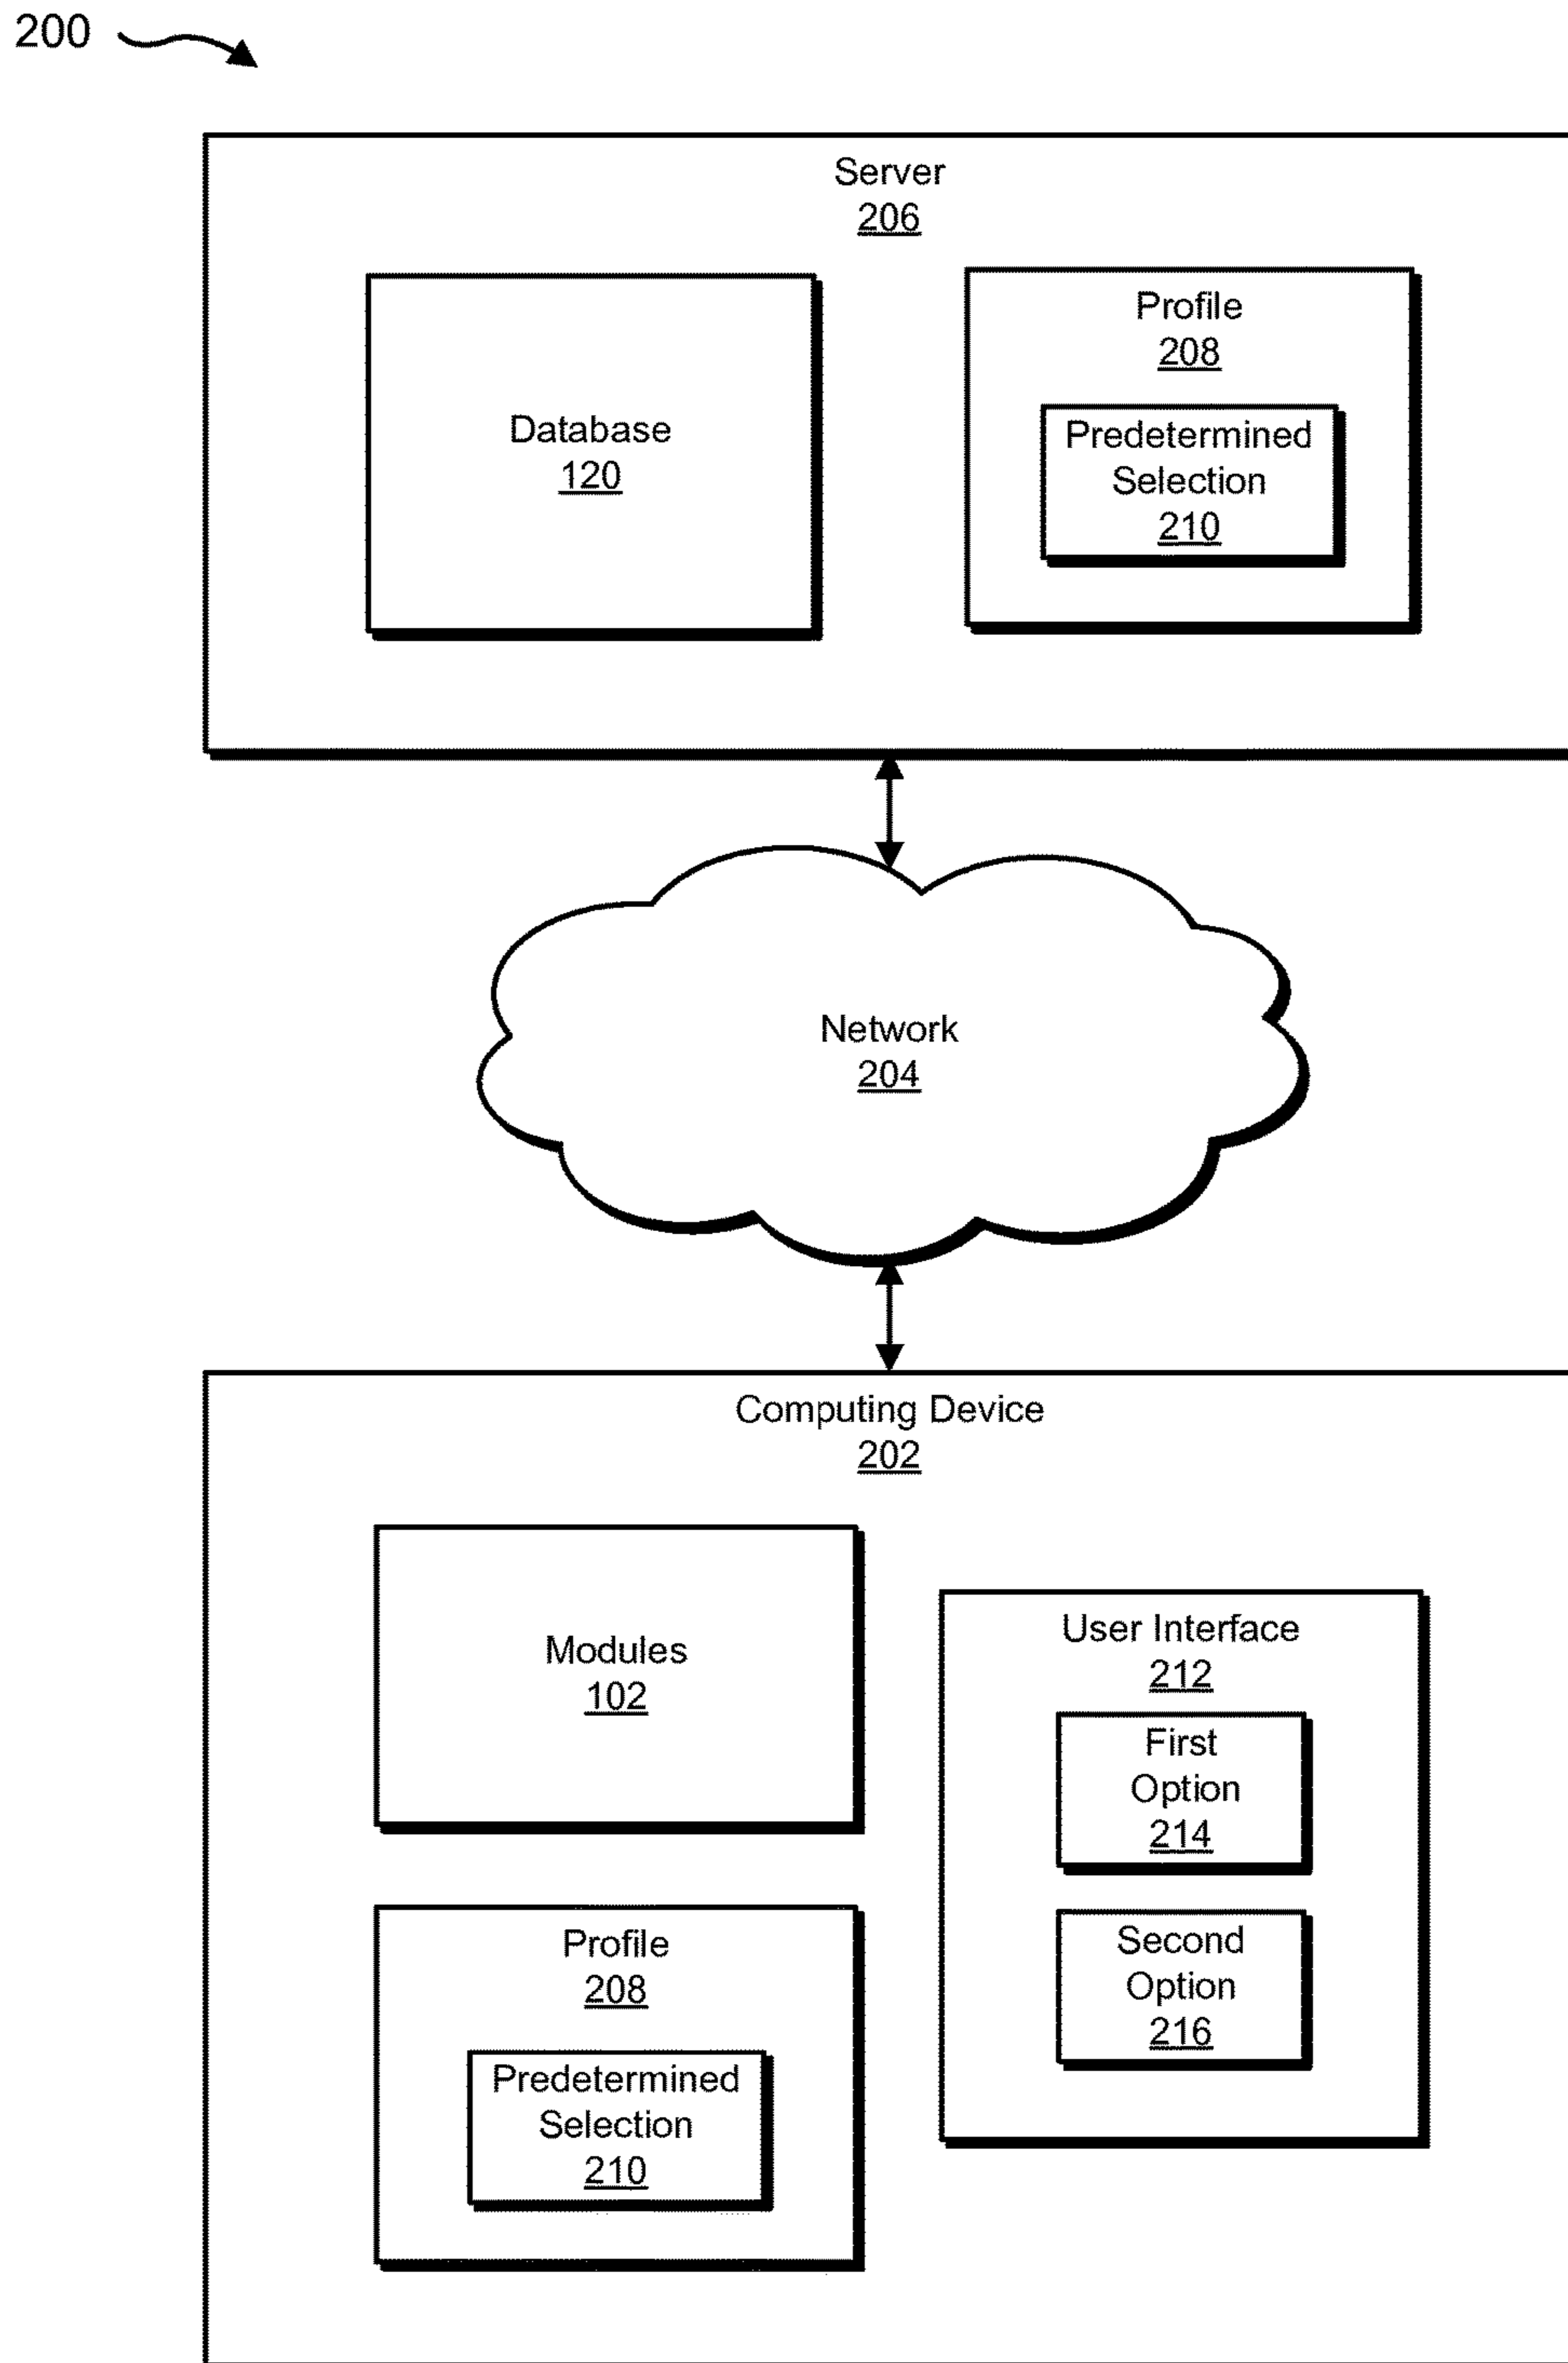 200
Server
206
Database
120
Profile
208
Predetermined
Selection
210
Network
204
Computing Device
202
Modules
102
User Interface
212
First
Option
214
Second
Option
216
Profile
208
Predetermined
Selection
210